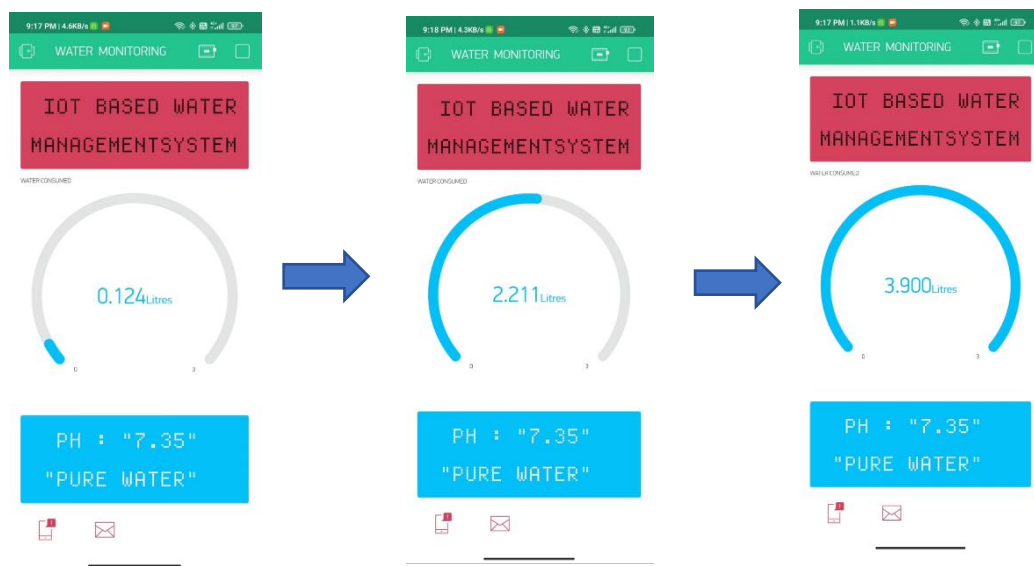 9:17 PM | 4.6KB/s
WATER MONITORING
IOT BASED WATER
MANAGEMENTSYSTEM
WATER CONSUMED
0.124Litres
0 3
PH : "7.35"
"PURE WATER"
9:18 PM | 4.3KB/s
WATER MONITORING
IOT BASED WATER
MANAGEMENTSYSTEM
WATER CONSUMED
2.211Litres
0 3
PH : "7.35"
"PURE WATER"
9:17 PM | 1.1KB/s
WATER MONITORING
IOT BASED WATER
MANAGEMENTSYSTEM
WATER CONSUMED
3.900Litres
0 3
PH : "7.35"
"PURE WATER"